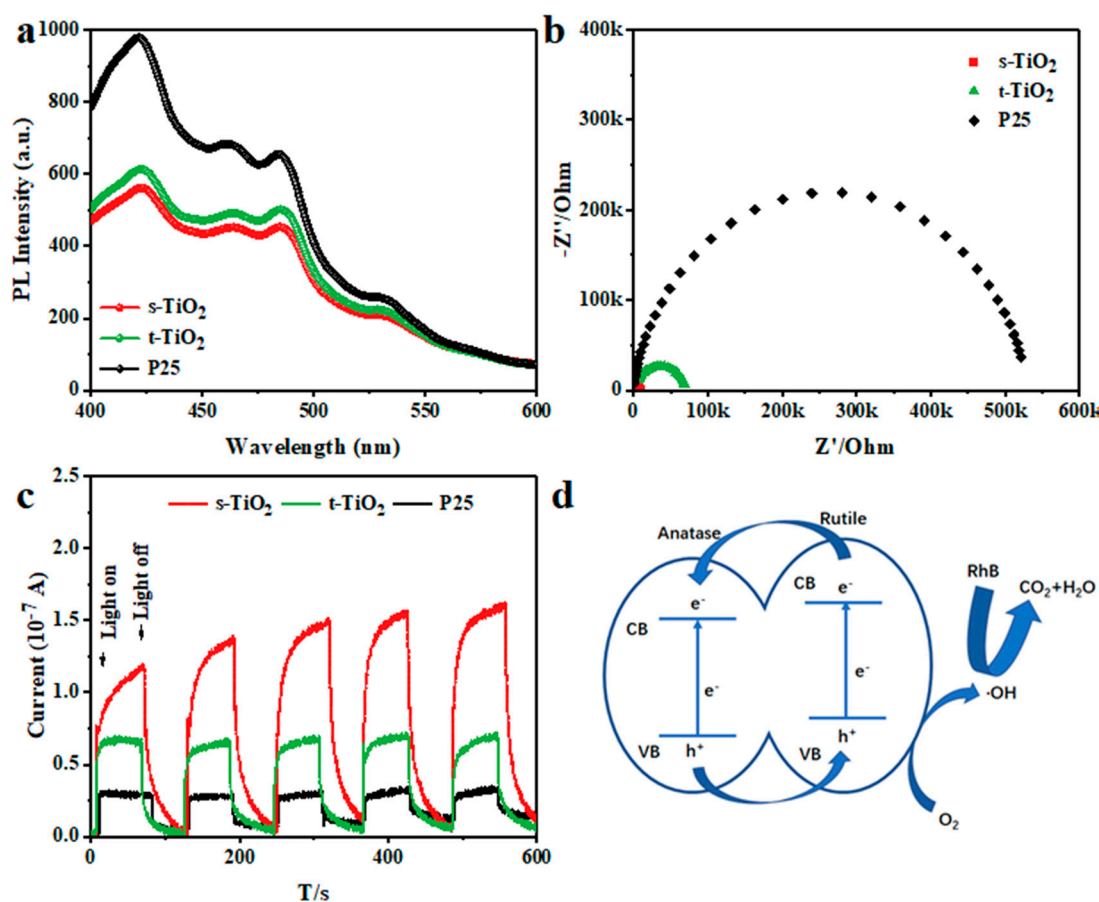 a
1000
800
600
400
200
0
PL Intensity (a.u.)
s-TiO₂
t-TiO₂
P25
400 450 500 550 600
Wavelength (nm)
b
400k
300k
200k
100k
0
-Z''/Ohm
s-TiO₂
t-TiO₂
P25
0 100k 200k 300k 400k 500k 600k
Z'/Ohm
c
2.5
2.0
1.5
1.0
0.5
0.0
Current (10⁻⁷ A)
s-TiO₂ t-TiO₂ P25
Light on
Light off
0 200 400 600
T/s
d
Anatase Rutile
CB e⁻
e⁻
CB
e⁻ e⁻
VB h⁺
VB h⁺
RhB CO₂+H₂O
·OH
O₂